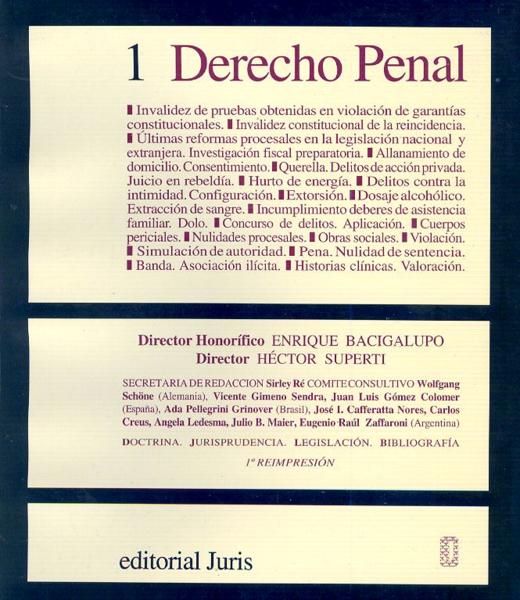 1 Derecho Penal
▮ Invalidez de pruebas obtenidas en violación de garantías
constitucionales. ▮ Invalidez constitucional de la reincidencia.
▮ Últimas reformas procesales en la legislación nacional y
extranjera. Investigación fiscal preparatoria. ▮ Allanamiento de
domicilio. Consentimiento. ▮ Querella. Delitos de acción privada.
Juicio en rebeldía. ▮ Hurto de energía. ▮ Delitos contra la
intimidad. Configuración. ▮ Extorsión. ▮ Dosaje alcohólico.
Extracción de sangre. ▮ Incumplimiento deberes de asistencia
familiar. Dolo. ▮ Concurso de delitos. Aplicación. ▮ Cuerpos
periciales. ▮ Nulidades procesales. ▮ Obras sociales. ▮ Violación.
▮ Simulación de autoridad. ▮ Pena. Nulidad de sentencia.
▮ Banda. Asociación ilícita. ▮ Historias clínicas. Valoración.
Director Honorífico ENRIQUE BACIGALUPO
Director HÉCTOR SUPERTI
SECRETARIA DE REDACCION Sirley Ré COMITE CONSULTIVO Wolfgang
Schöne (Alemania), Vicente Gimeno Sendra, Juan Luis Gómez Colomer
(España), Ada Pellegrini Grinover (Brasil), José I. Cafferatta Nores, Carlos
Creus, Angela Ledesma, Julio B. Maier, Eugenio Raúl Zaffaroni (Argentina)
DOCTRINA. JURISPRUDENCIA. LEGISLACIÓN. BIBLIOGRAFÍA
1ª REIMPRESIÓN
editorial Juris